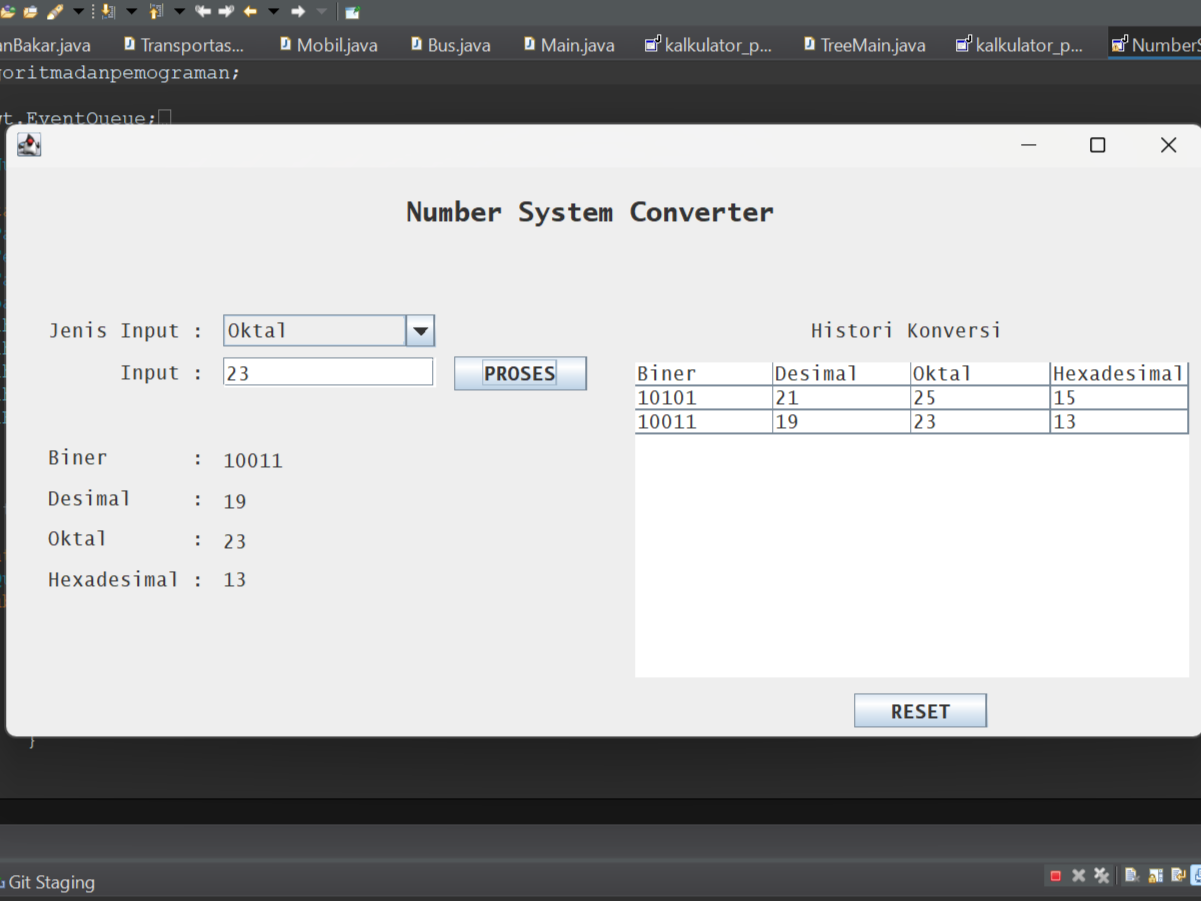 nBakar.java Transportas... Mobil.java Bus.java Main.java kalkulator_p... TreeMain.java kalkulator_p... NumberS
goritmadanpemograman;
t.EventQueue;
Number System Converter
Jenis Input : Oktal
Input : 23 PROSES
Biner : 10011
Desimal : 19
Oktal : 23
Hexadesimal : 13
Histori Konversi
Biner Desimal Oktal Hexadesimal
10101 21 25 15
10011 19 23 13
RESET
}
Git Staging